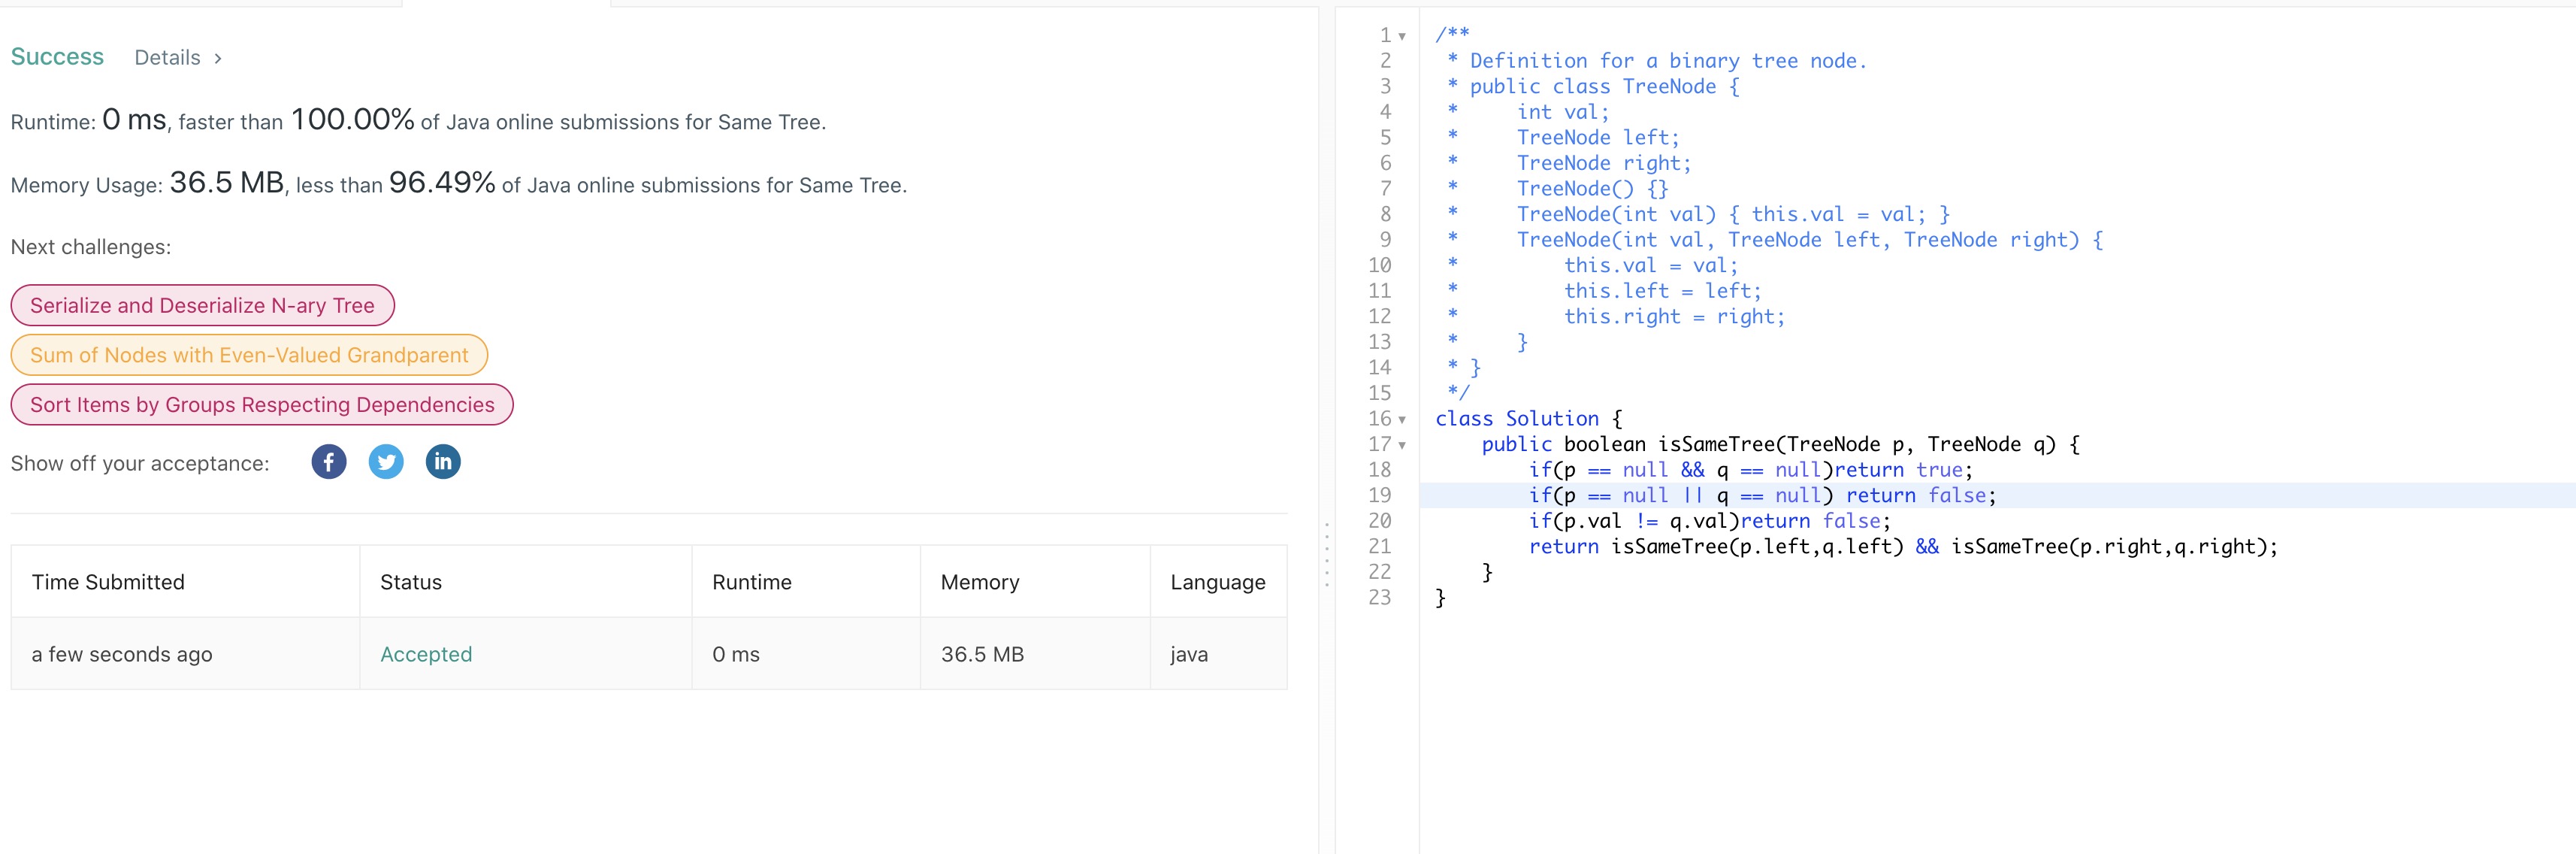 Success Details >
Runtime: 0 ms, faster than 100.00% of Java online submissions for Same Tree.
Memory Usage: 36.5 MB, less than 96.49% of Java online submissions for Same Tree.
Next challenges:
Serialize and Deserialize N-ary Tree
Sum of Nodes with Even-Valued Grandparent
Sort Items by Groups Respecting Dependencies
Show off your acceptance: f in
Time Submitted Status Runtime Memory Language
a few seconds ago Accepted 0 ms 36.5 MB java
1 /**
2  * Definition for a binary tree node.
3  * public class TreeNode {
4  *     int val;
5  *     TreeNode left;
6  *     TreeNode right;
7  *     TreeNode() {}
8  *     TreeNode(int val) { this.val = val; }
9  *     TreeNode(int val, TreeNode left, TreeNode right) {
10  *         this.val = val;
11  *         this.left = left;
12  *         this.right = right;
13  *     }
14  * }
15  */
16 class Solution {
17     public boolean isSameTree(TreeNode p, TreeNode q) {
18         if(p == null && q == null)return true;
19         if(p == null || q == null) return false;
20         if(p.val != q.val)return false;
21         return isSameTree(p.left,q.left) && isSameTree(p.right,q.right);
22     }
23 }